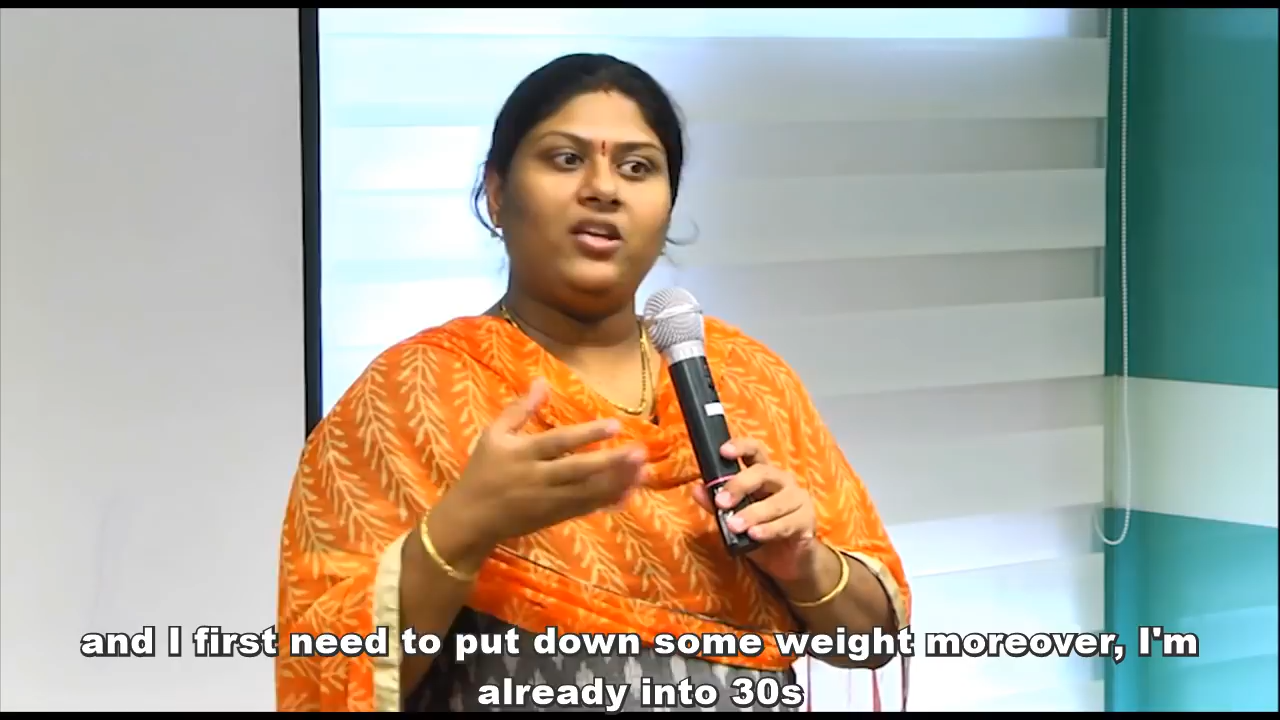 and I first need to put down some weight moreover, I'm
already into 30s